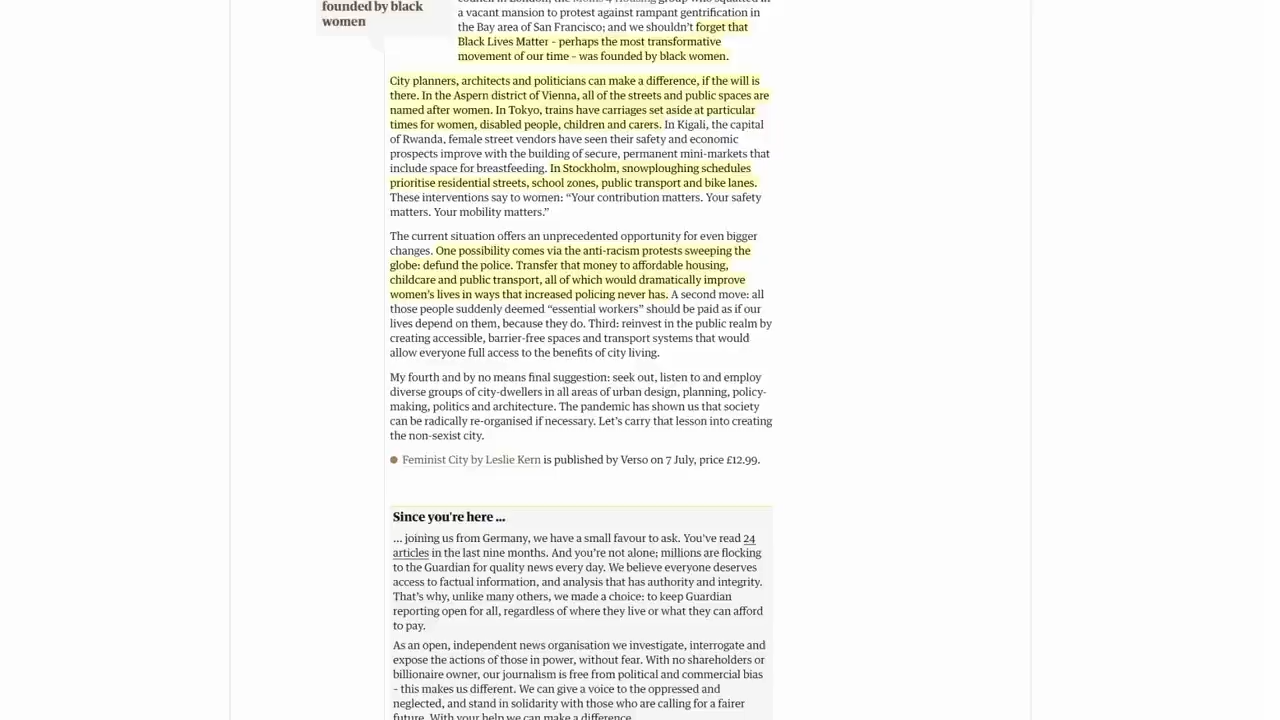 founded by black
women
council in London, the Moms 4 Housing group who squatted in
a vacant mansion to protest against rampant gentrification in
the Bay area of San Francisco; and we shouldn't forget that
Black Lives Matter – perhaps the most transformative
movement of our time – was founded by black women.
City planners, architects and politicians can make a difference, if the will is
there. In the Aspern district of Vienna, all of the streets and public spaces are
named after women. In Tokyo, trains have carriages set aside at particular
times for women, disabled people, children and carers. In Kigali, the capital
of Rwanda, female street vendors have seen their safety and economic
prospects improve with the building of secure, permanent mini-markets that
include space for breastfeeding. In Stockholm, snowploughing schedules
prioritise residential streets, school zones, public transport and bike lanes.
These interventions say to women: “Your contribution matters. Your safety
matters. Your mobility matters.”
The current situation offers an unprecedented opportunity for even bigger
changes. One possibility comes via the anti-racism protests sweeping the
globe: defund the police. Transfer that money to affordable housing,
childcare and public transport, all of which would dramatically improve
women's lives in ways that increased policing never has. A second move: all
those people suddenly deemed “essential workers” should be paid as if our
lives depend on them, because they do. Third: reinvest in the public realm by
creating accessible, barrier-free spaces and transport systems that would
allow everyone full access to the benefits of city living.
My fourth and by no means final suggestion: seek out, listen to and employ
diverse groups of city-dwellers in all areas of urban design, planning, policy-
making, politics and architecture. The pandemic has shown us that society
can be radically re-organised if necessary. Let's carry that lesson into creating
the non-sexist city.
● Feminist City by Leslie Kern is published by Verso on 7 July, price £12.99.
Since you're here ...
... joining us from Germany, we have a small favour to ask. You've read 24
articles in the last nine months. And you're not alone; millions are flocking
to the Guardian for quality news every day. We believe everyone deserves
access to factual information, and analysis that has authority and integrity.
That's why, unlike many others, we made a choice: to keep Guardian
reporting open for all, regardless of where they live or what they can afford
to pay.
As an open, independent news organisation we investigate, interrogate and
expose the actions of those in power, without fear. With no shareholders or
billionaire owner, our journalism is free from political and commercial bias
– this makes us different. We can give a voice to the oppressed and
neglected, and stand in solidarity with those who are calling for a fairer
future. With your help we can make a difference.